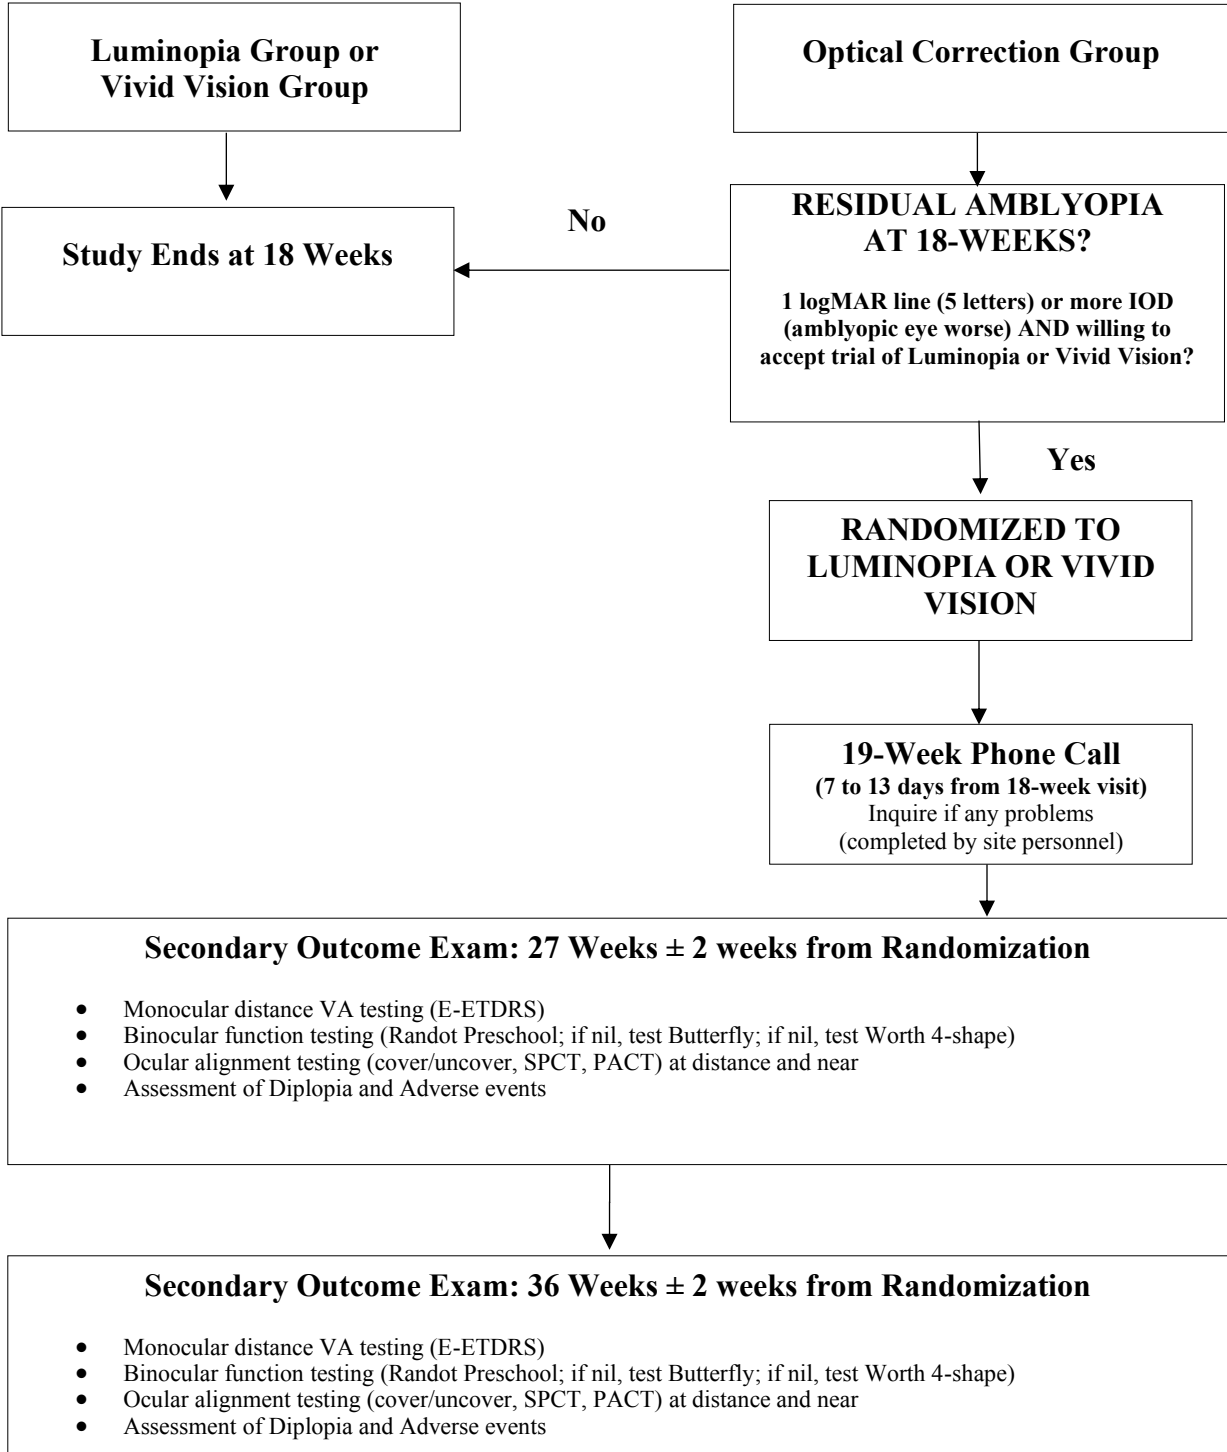 Luminopia Group or
Vivid Vision Group
Optical Correction Group
Study Ends at 18 Weeks
No
RESIDUAL AMBLYOPIA
AT 18-WEEKS?
1 logMAR line (5 letters) or more IOD
(amblyopic eye worse) AND willing to
accept trial of Luminopia or Vivid Vision?
Yes
RANDOMIZED TO
LUMINOPIA OR VIVID
VISION
19-Week Phone Call
(7 to 13 days from 18-week visit)
Inquire if any problems
(completed by site personnel)
Secondary Outcome Exam: 27 Weeks ± 2 weeks from Randomization
• Monocular distance VA testing (E-ETDRS)
• Binocular function testing (Randot Preschool; if nil, test Butterfly; if nil, test Worth 4-shape)
• Ocular alignment testing (cover/uncover, SPCT, PACT) at distance and near
• Assessment of Diplopia and Adverse events
Secondary Outcome Exam: 36 Weeks ± 2 weeks from Randomization
• Monocular distance VA testing (E-ETDRS)
• Binocular function testing (Randot Preschool; if nil, test Butterfly; if nil, test Worth 4-shape)
• Ocular alignment testing (cover/uncover, SPCT, PACT) at distance and near
• Assessment of Diplopia and Adverse events